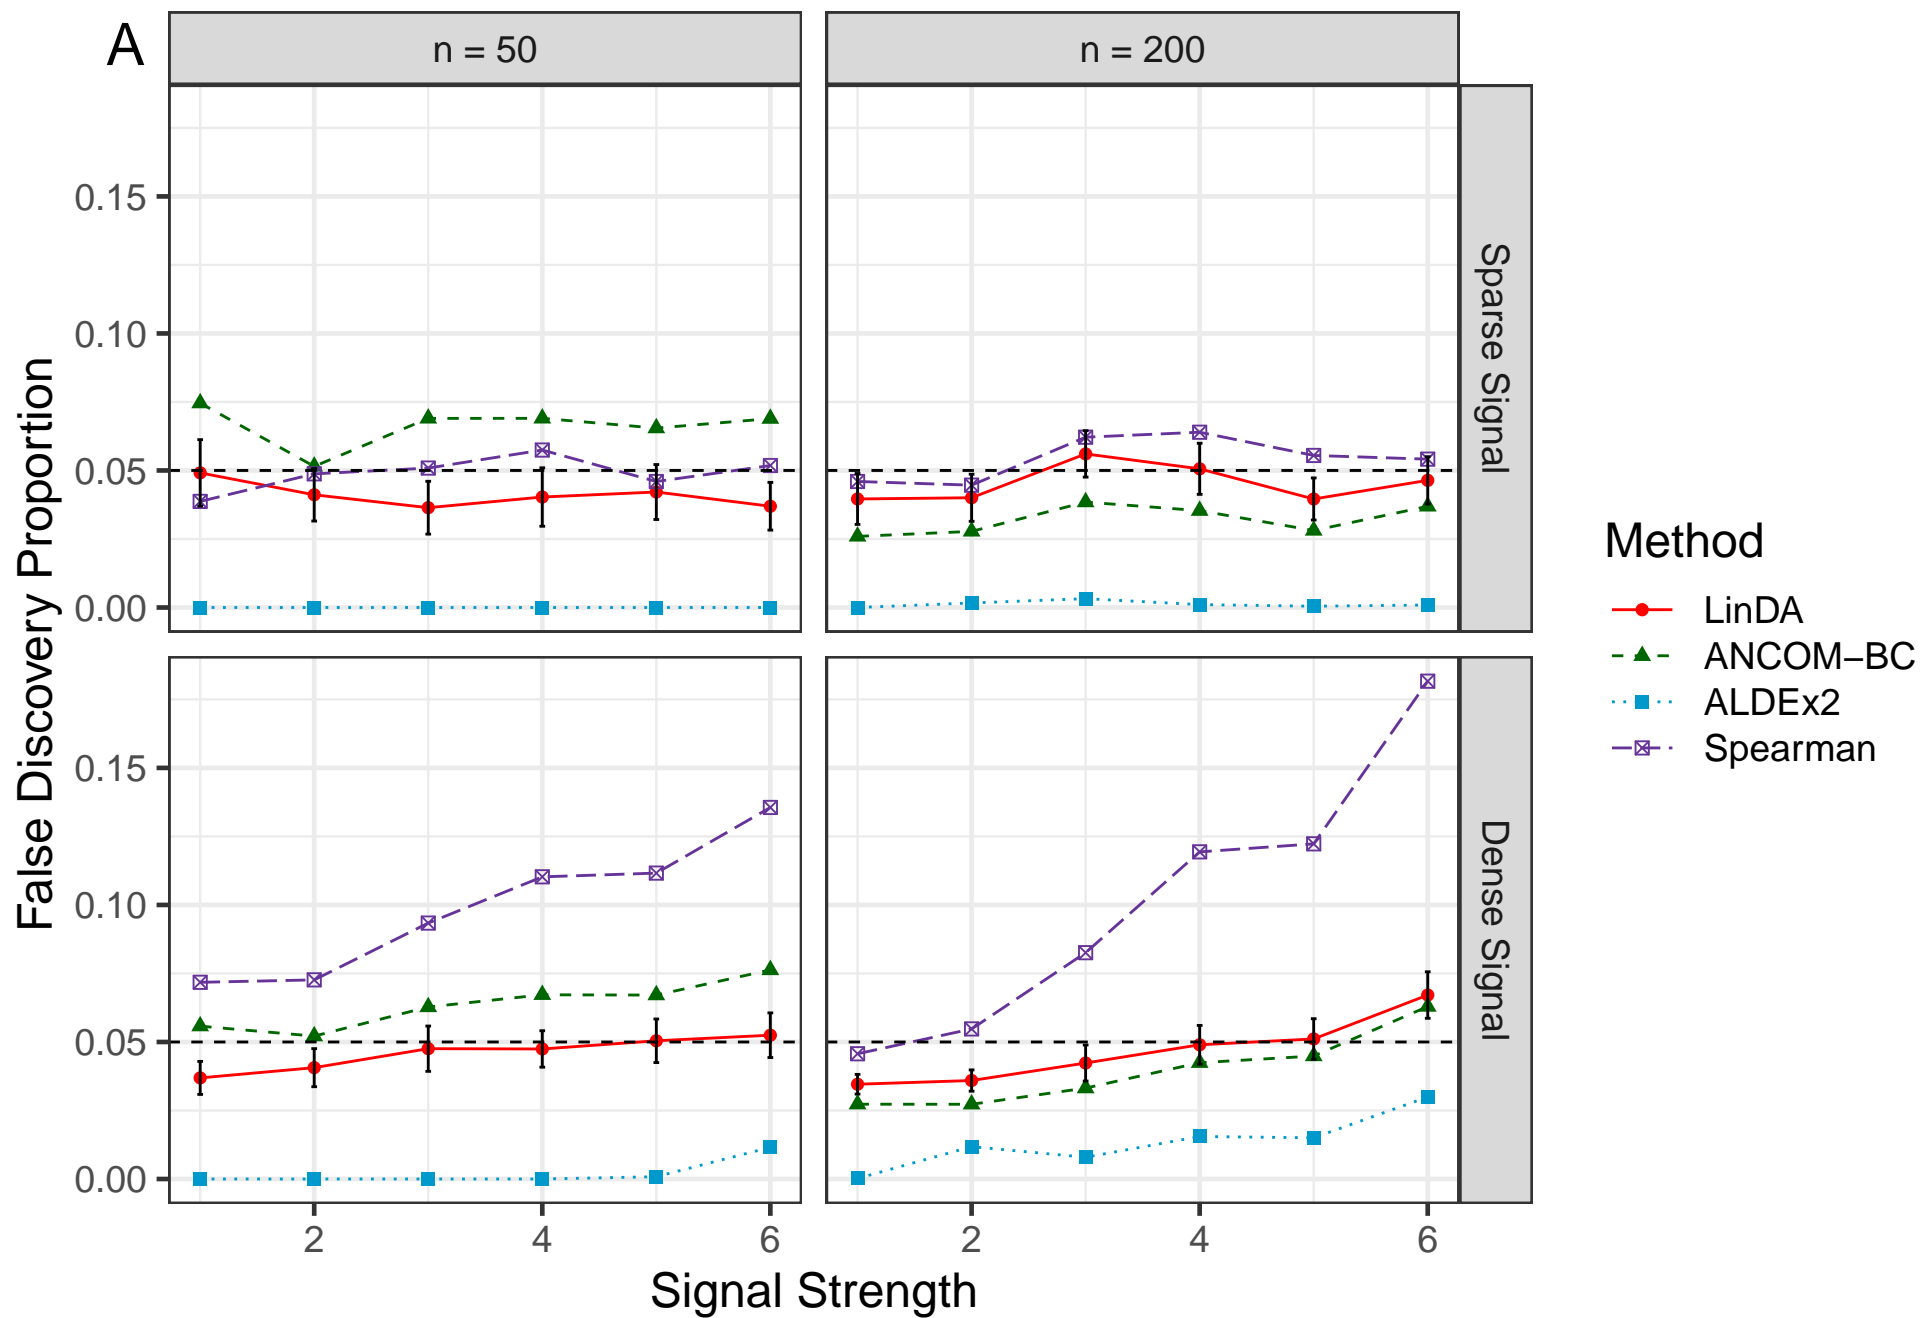 A
n = 50
n = 200
0.15
0.10
0.05
0.00
Sparse Signal
0.15
0.10
0.05
0.00
Dense Signal
False Discovery Proportion
2
4
6
2
4
6
Signal Strength
Method
LinDA
ANCOM−BC
ALDEx2
Spearman